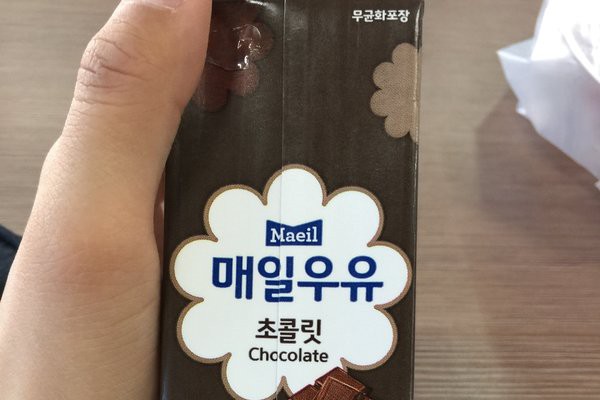 무균화포장
Maeil
매일우유
초콜릿
Chocolate